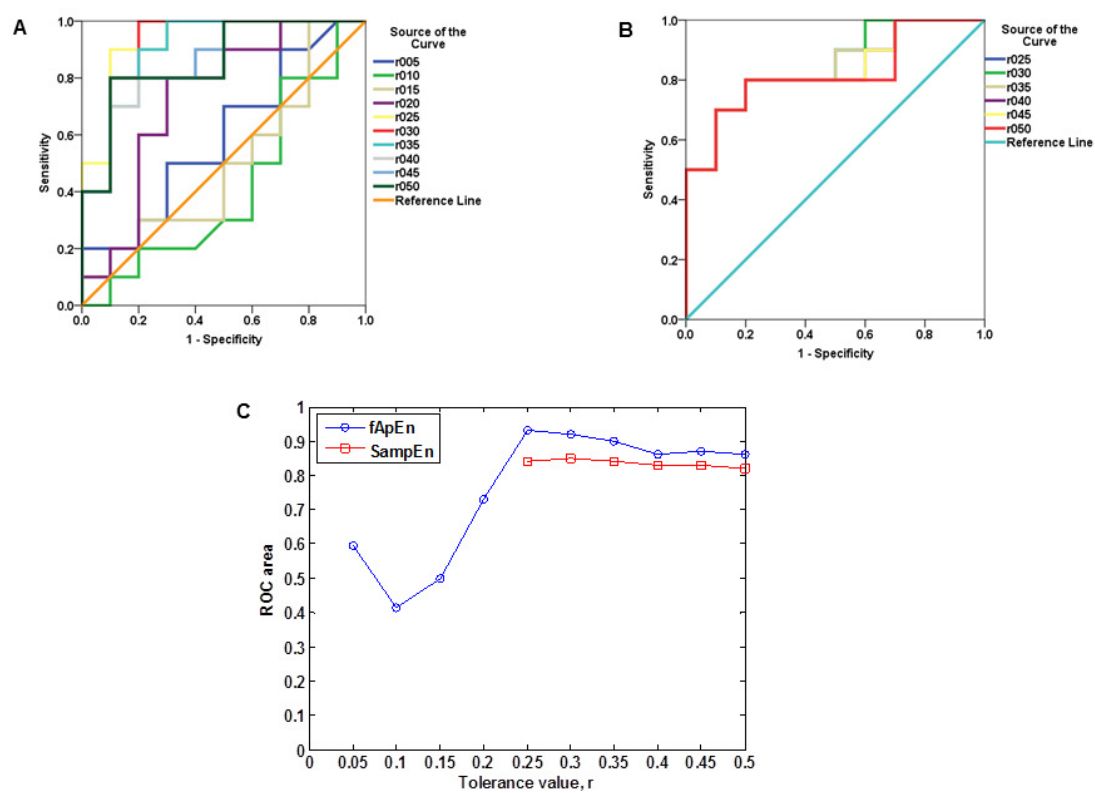 A
Sensitivity
1.0
0.8
0.6
0.4
0.2
0.0
0.0 0.2 0.4 0.6 0.8 1.0
1 - Specificity
Source of the
Curve
r005
r010
r015
r020
r025
r030
r035
r040
r045
r050
Reference Line
B
Sensitivity
1.0
0.8
0.6
0.4
0.2
0.0
0.0 0.2 0.4 0.6 0.8 1.0
1 - Specificity
Source of the
Curve
r025
r030
r035
r040
r045
r050
Reference Line
C
ROC area
1
0.9
0.8
0.7
0.6
0.5
0.4
0.3
0.2
0.1
0
fApEn
SampEn
0 0.05 0.1 0.15 0.2 0.25 0.3 0.35 0.4 0.45 0.5
Tolerance value, r